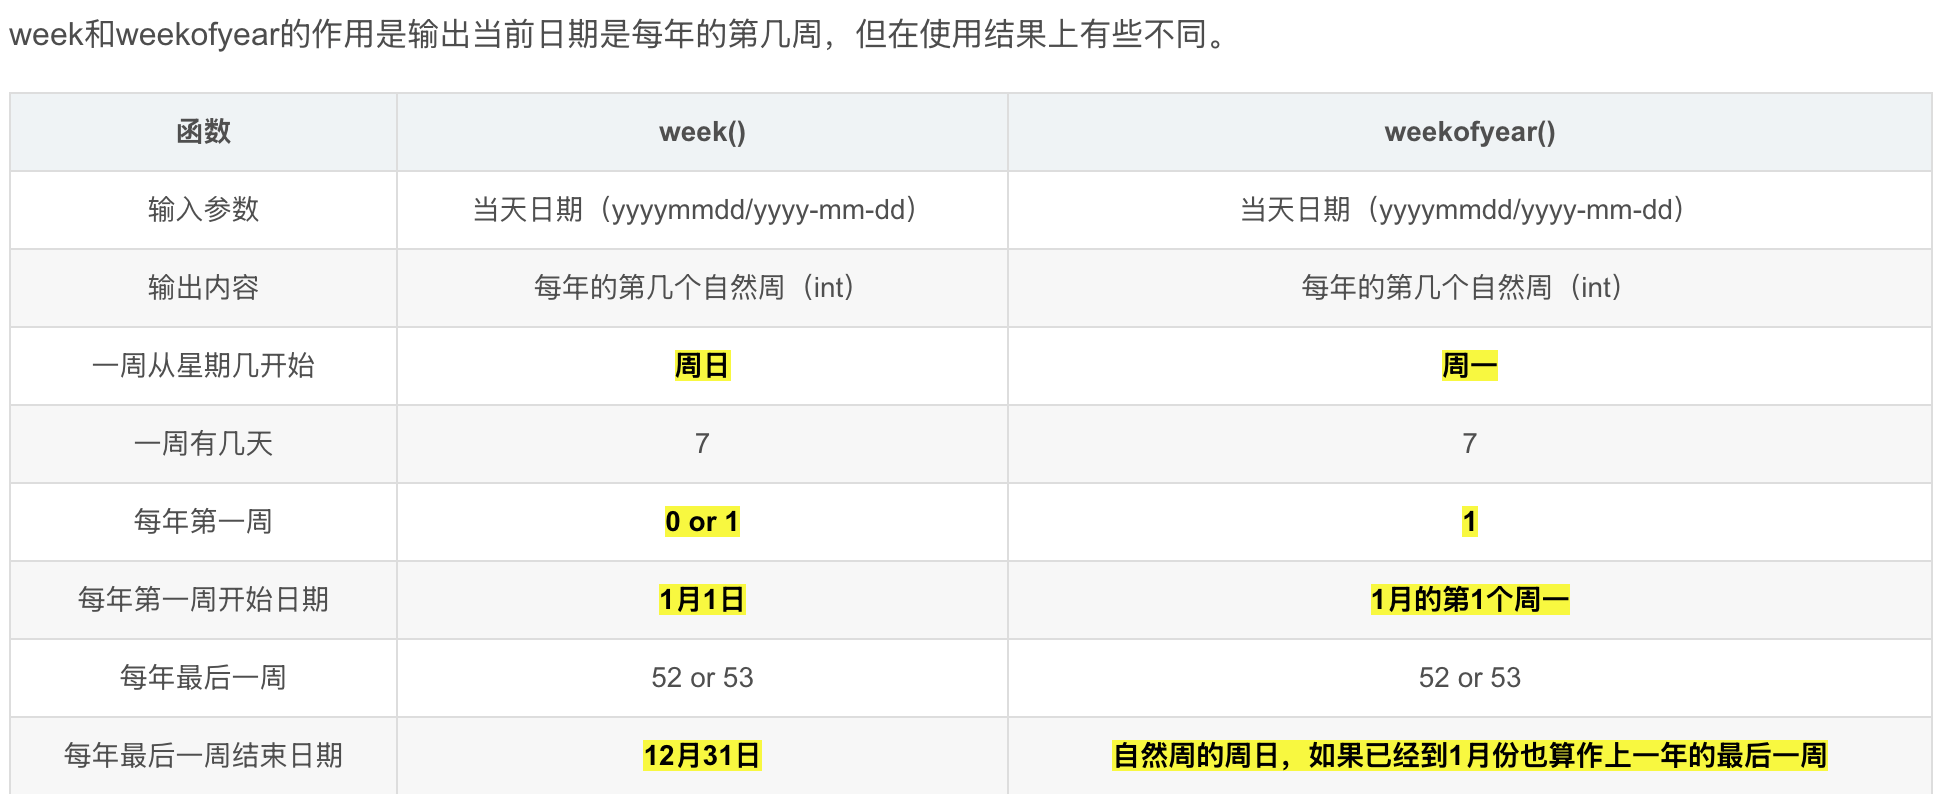 week和weekofyear的作用是输出当前日期是每年的第几周，但在使用结果上有些不同。
函数 week() weekofyear()
输入参数 当天日期（yyyymmdd/yyyy-mm-dd） 当天日期（yyyymmdd/yyyy-mm-dd）
输出内容 每年的第几个自然周（int） 每年的第几个自然周（int）
一周从星期几开始 周日 周一
一周有几天 7 7
每年第一周 0 or 1 1
每年第一周开始日期 1月1日 1月的第1个周一
每年最后一周 52 or 53 52 or 53
每年最后一周结束日期 12月31日 自然周的周日，如果已经到1月份也算作上一年的最后一周